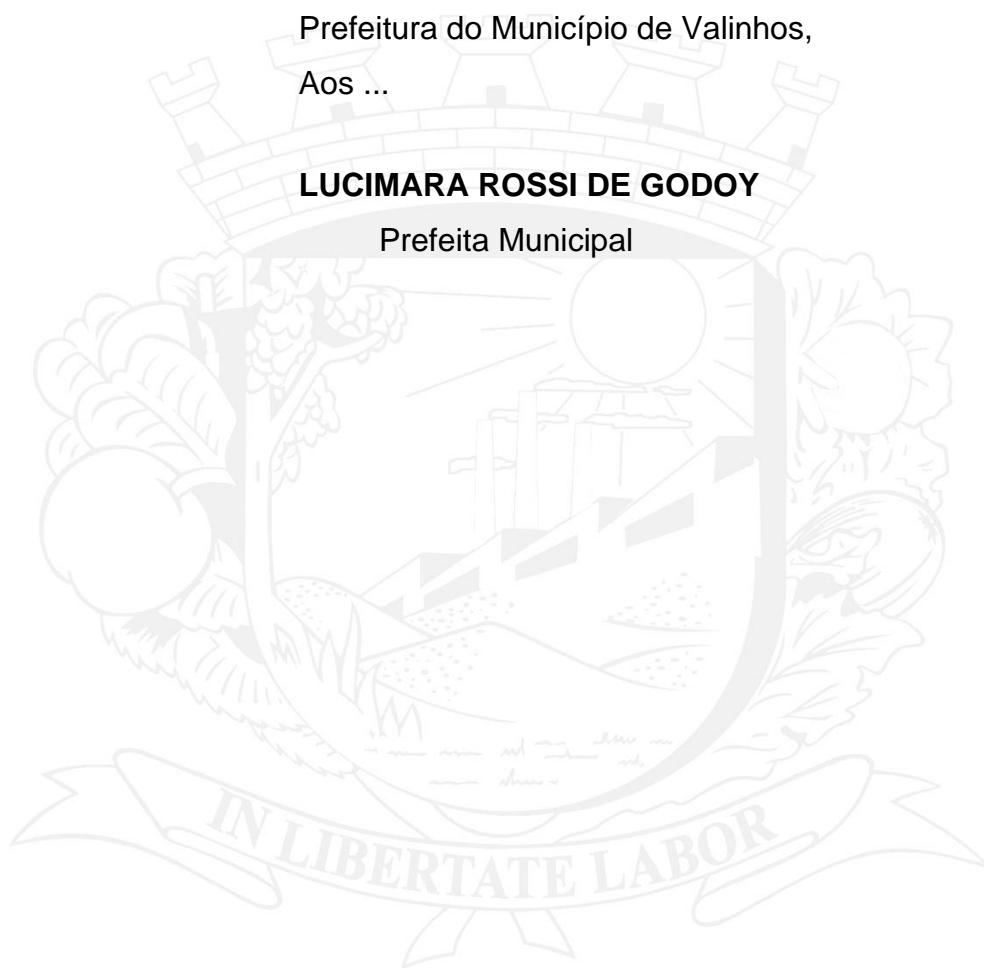 Prefeitura do Município de Valinhos,
Aos ...
LUCIMARA ROSSI DE GODOY
Prefeita Municipal
IN LIBERTATE LABOR